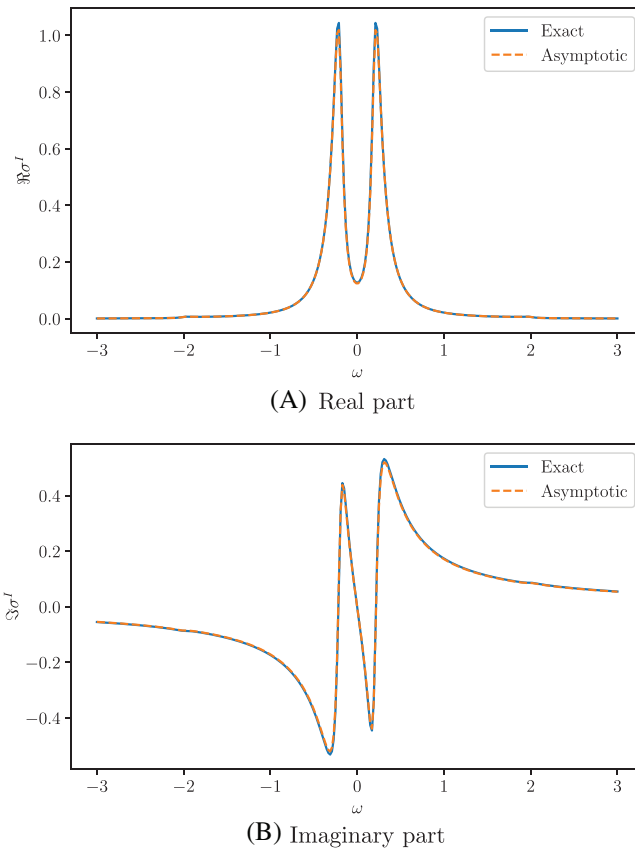 Exact
Asymptotic
1.0
0.8
0.6
0.4
0.2
0.0
ℜσᴵ
−3 −2 −1 0 1 2 3
ω
(A) Real part
Exact
Asymptotic
0.4
0.2
0.0
−0.2
−0.4
ℑσᴵ
−3 −2 −1 0 1 2 3
ω
(B) Imaginary part